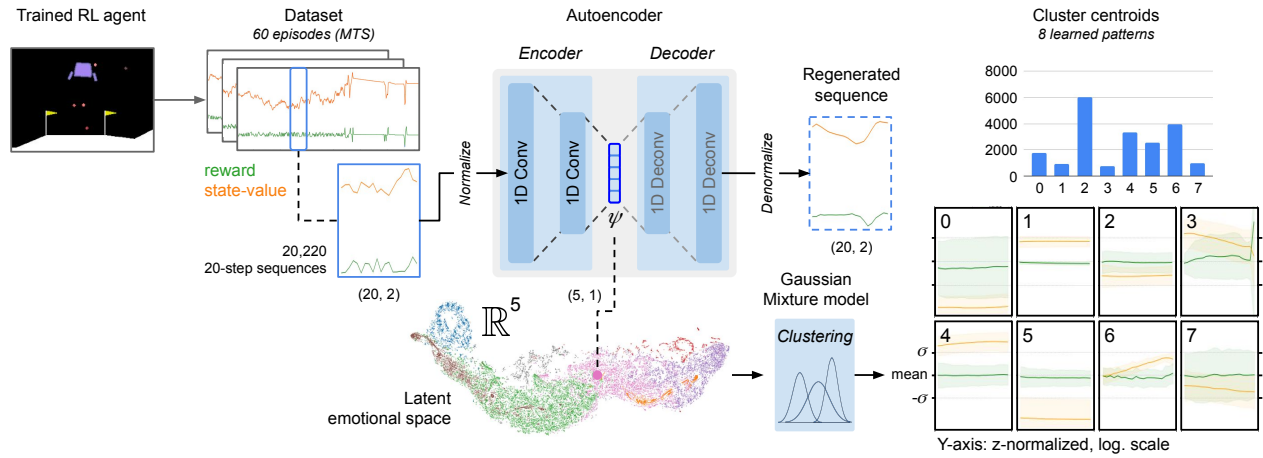 Trained RL agent
Dataset
60 episodes (MTS)
reward
state-value
20,220
20-step sequences
(20, 2)
Normalize
Autoencoder
Encoder
Decoder
1D Conv
1D Conv
ψ
1D Deconv
1D Deconv
(5, 1)
Denormalize
Regenerated
sequence
(20, 2)
ℝ⁵
Latent
emotional space
Gaussian
Mixture model
Clustering
Cluster centroids
8 learned patterns
8000
6000
4000
2000
0
0 1 2 3 4 5 6 7
0 1 2 3
4 5 6 7
σ
mean
-σ
Y-axis: z-normalized, log. scale